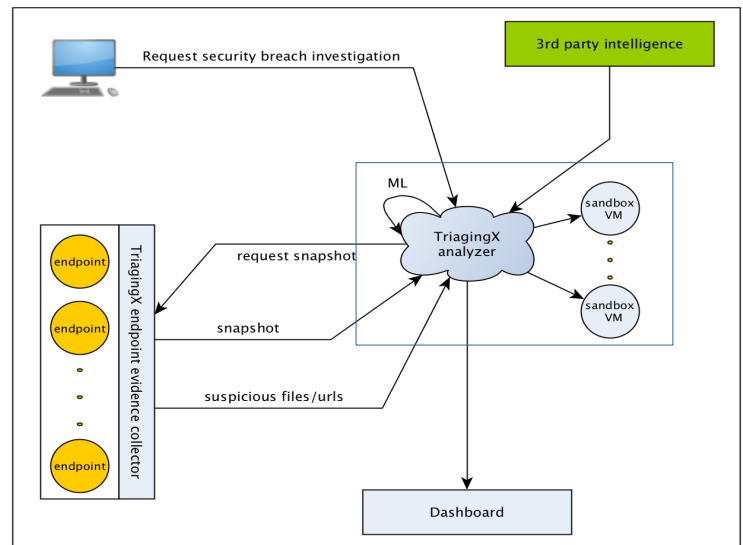 Request security breach investigation
3rd party intelligence
ML
sandbox
VM
TriagingX
analyzer
sandbox
VM
endpoint
endpoint
endpoint
TriagingX endpoint evidence collector
request snapshot
snapshot
suspicious files/urls
Dashboard